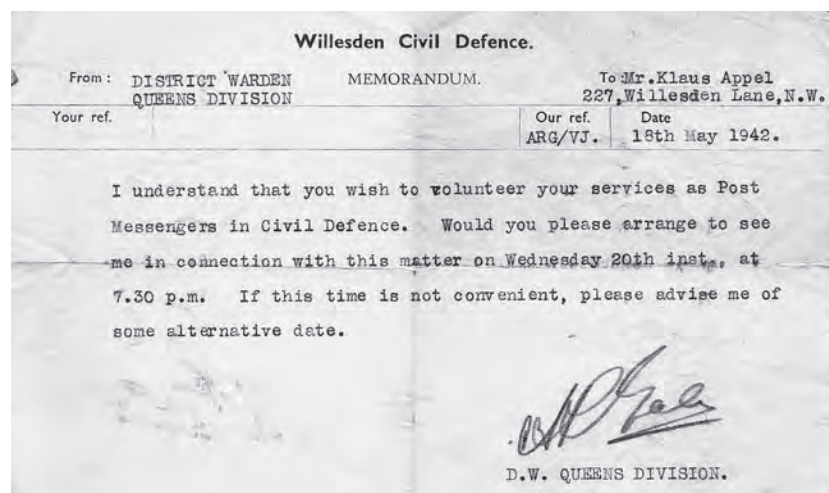 Willesden Civil Defence.
From : DISTRICT WARDEN MEMORANDUM. To :Mr.Klaus Appel
QUEENS DIVISION 227,Willesden Lane,N.W.
Your ref. Our ref. Date
ARG/VJ. 18th May 1942.
I understand that you wish to volunteer your services as Post
Messengers in Civil Defence. Would you please arrange to see
me in connection with this matter on Wednesday 20th inst., at
7.30 p.m. If this time is not convenient, please advise me of
some alternative date.
D.W. QUEENS DIVISION.